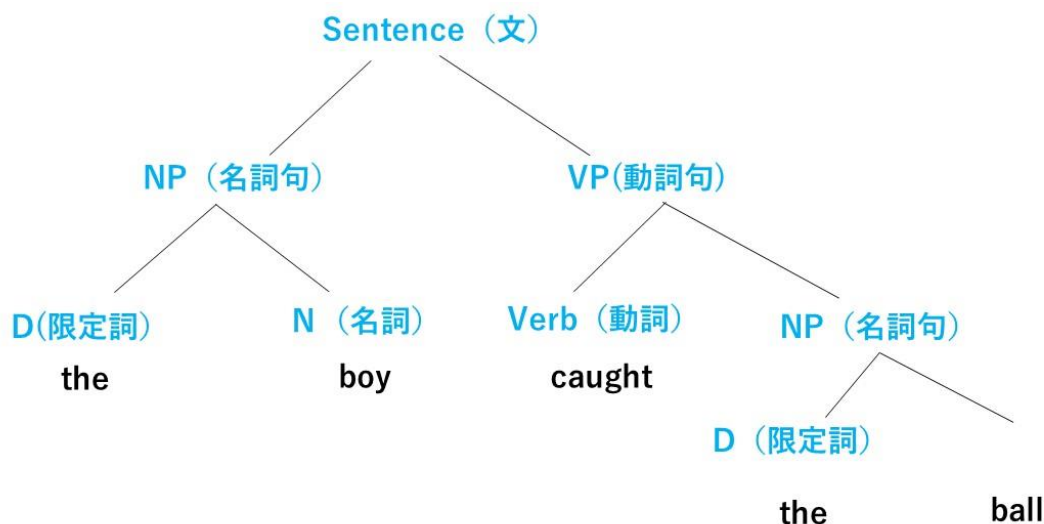 Sentence（文）
NP（名詞句）
VP(動詞句)
D(限定詞）
N（名詞）
Verb（動詞）
NP（名詞句）
the
boy
caught
D（限定詞）
the
ball